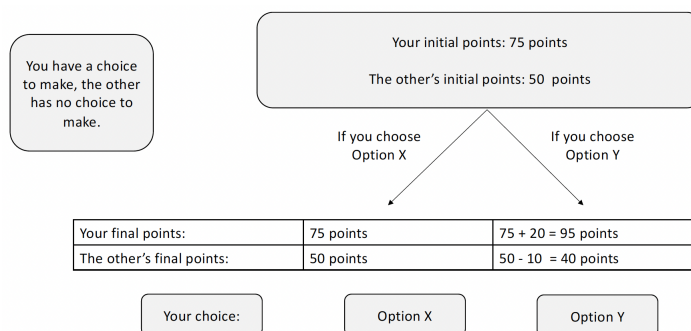 Your initial points: 75 points
The other's initial points: 50  points
You have a choice
to make, the other
has no choice to
make.
If you choose
Option X
If you choose
Option Y
Your final points: 75 points 75 + 20 = 95 points
The other's final points: 50 points 50 - 10  = 40 points
Your choice: Option X Option Y